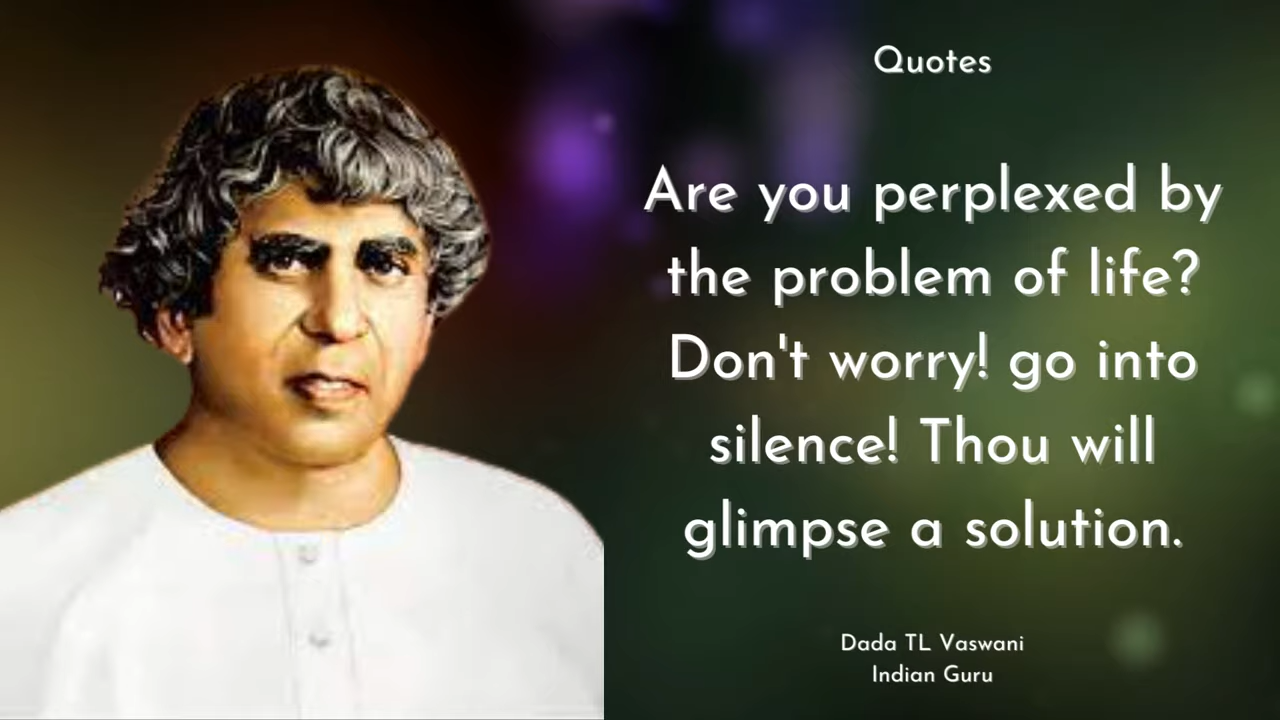 Quotes
Are you perplexed by
the problem of life?
Don't worry! go into
silence! Thou will
glimpse a solution.
Dada TL Vaswani
Indian Guru